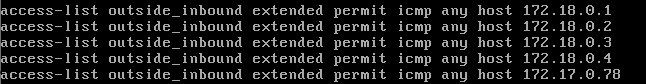 access-list outside_inbound extended permit icmp any host 172.18.0.1
access-list outside_inbound extended permit icmp any host 172.18.0.2
access-list outside_inbound extended permit icmp any host 172.18.0.3
access-list outside_inbound extended permit icmp any host 172.18.0.4
access-list outside_inbound extended permit icmp any host 172.17.0.78